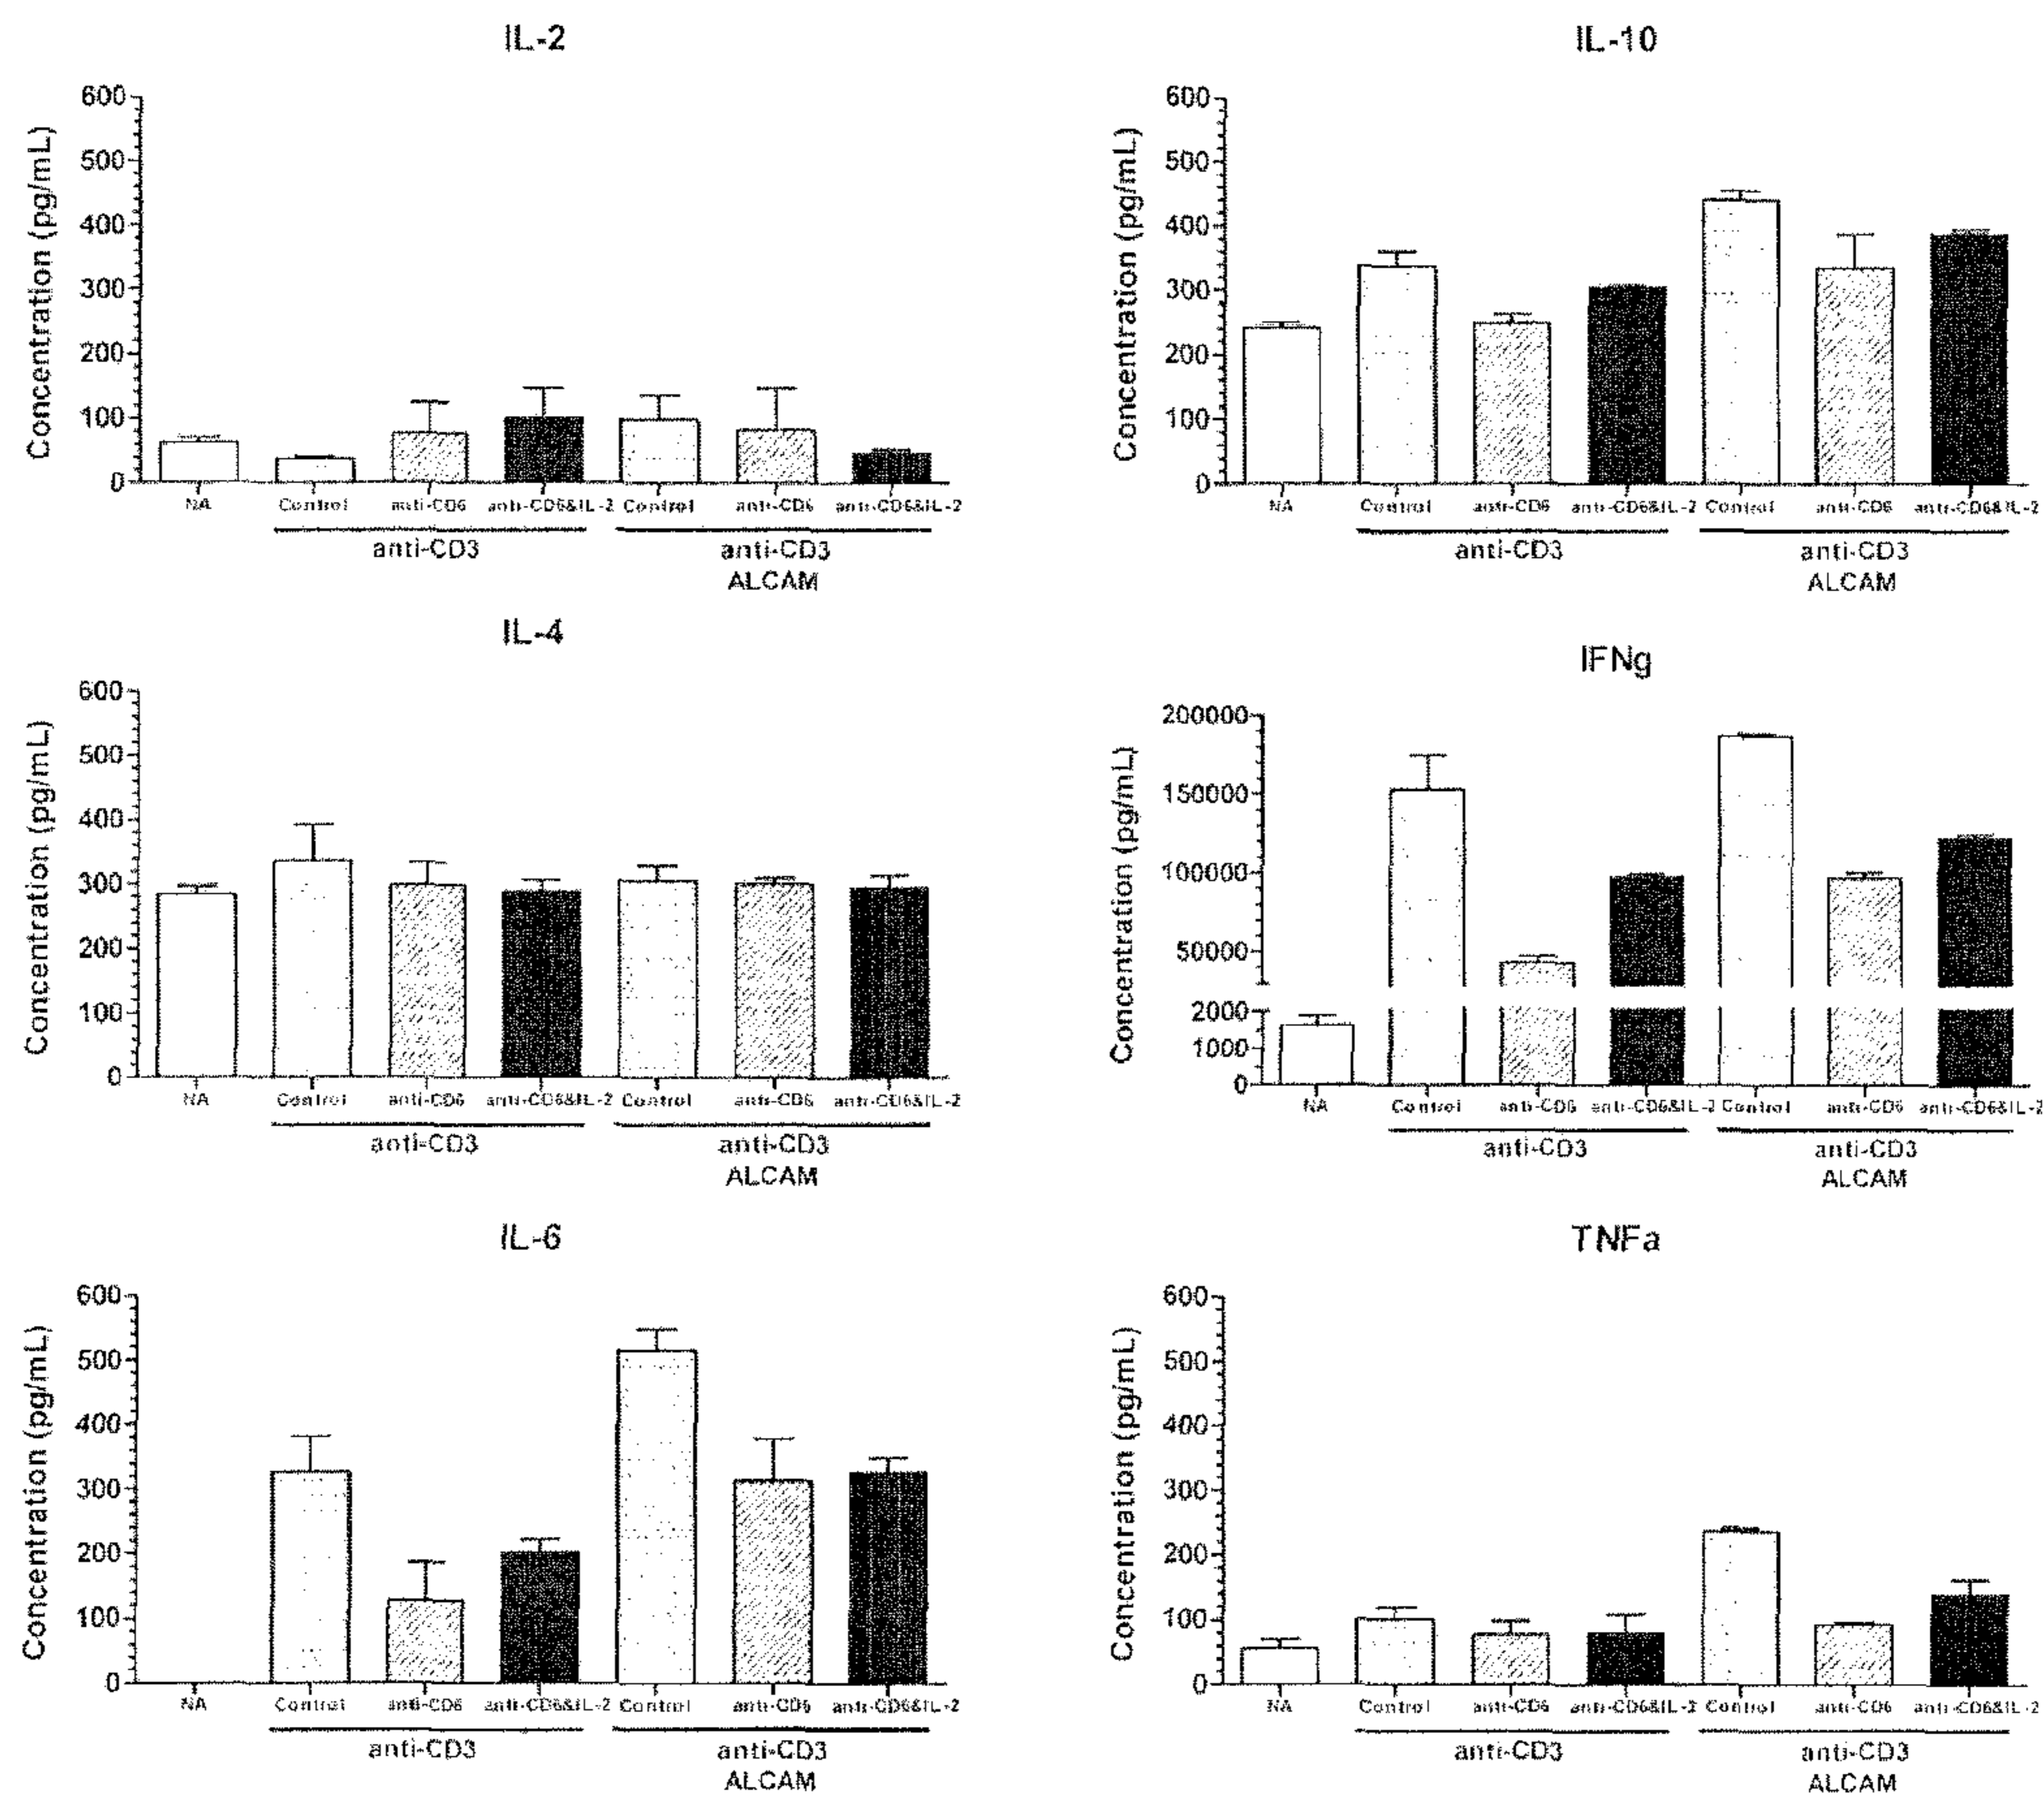 IL-2
Concentration (pg/mL)
600
500
400
300
200
100
0
NA Control anti-CD6 anti-CD6&IL-2 Control anti-CD6 anti-CD6&IL-2
anti-CD3 anti-CD3
ALCAM
IL-10
Concentration (pg/mL)
600
500
400
300
200
100
0
NA Control anti-CD6 anti-CD6&IL-2 Control anti-CD6 anti-CD6&IL-2
anti-CD3 anti-CD3
ALCAM
IL-4
Concentration (pg/mL)
600
500
400
300
200
100
0
NA Control anti-CD6 anti-CD6&IL-2 Control anti-CD6 anti-CD6&IL-2
anti-CD3 anti-CD3
ALCAM
IFNg
Concentration (pg/mL)
200000
150000
100000
50000
2000
1000
0
NA Control anti-CD6 anti-CD6&IL-2 Control anti-CD6 anti-CD6&IL-2
anti-CD3 anti-CD3
ALCAM
IL-6
Concentration (pg/mL)
600
500
400
300
200
100
0
NA Control anti-CD6 anti-CD6&IL-2 Control anti-CD6 anti-CD6&IL-2
anti-CD3 anti-CD3
ALCAM
TNFa
Concentration (pg/mL)
600
500
400
300
200
100
0
NA Control anti-CD6 anti-CD6&IL-2 Control anti-CD6 anti-CD6&IL-2
anti-CD3 anti-CD3
ALCAM